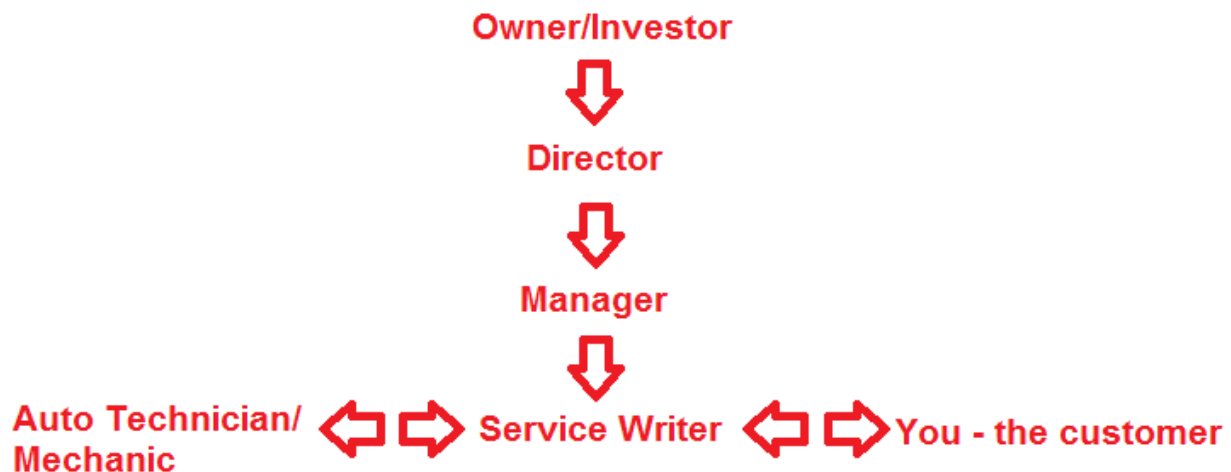 Owner/Investor
Director
Manager
Auto Technician/
Mechanic
Service Writer
You - the customer